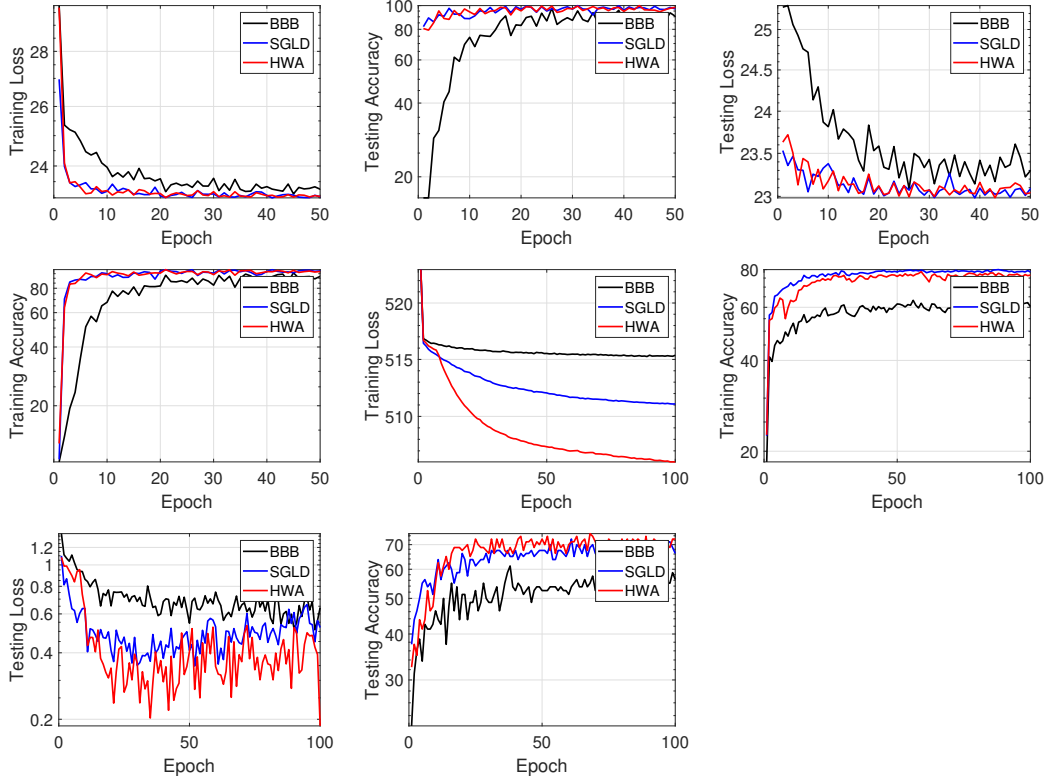 28
26
24
0
10
20
30
40
50
Epoch
Training Loss
BBB
SGLD
HWA
100
80
60
40
20
0
10
20
30
40
50
Epoch
Testing Accuracy
BBB
SGLD
HWA
25
24.5
24
23.5
23
0
10
20
30
40
50
Epoch
Testing Loss
BBB
SGLD
HWA
80
60
40
20
0
10
20
30
40
50
Epoch
Training Accuracy
BBB
SGLD
HWA
520
515
510
0
50
100
Epoch
Training Loss
BBB
SGLD
HWA
80
60
40
20
0
50
100
Epoch
Training Accuracy
BBB
SGLD
HWA
1.2
1
0.8
0.6
0.4
0.2
0
50
100
Epoch
Testing Loss
BBB
SGLD
HWA
70
60
50
40
30
0
50
100
Epoch
Testing Accuracy
BBB
SGLD
HWA